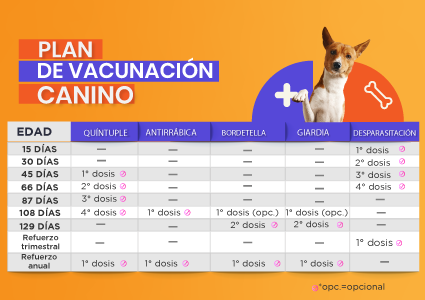 PLAN
DE VACUNACIÓN
CANINO
EDAD QUÍNTUPLE ANTIRRÁBICA BORDETELLA GIARDIA DESPARASITACIÓN
15 DÍAS — — — — 1° dosis
30 DÍAS — — — — 2° dosis
45 DÍAS 1° dosis — — — 3° dosis
66 DÍAS 2° dosis — — — 4° dosis
87 DÍAS 3° dosis — — — —
108 DÍAS 4° dosis 1° dosis 1° dosis (opc.) 1° dosis (opc.) —
129 DÍAS — — 2° dosis 2° dosis —
Refuerzo
trimestral — — — — 1° dosis
Refuerzo
anual 1° dosis 1° dosis 1° dosis 1° dosis —
*opc.=opcional